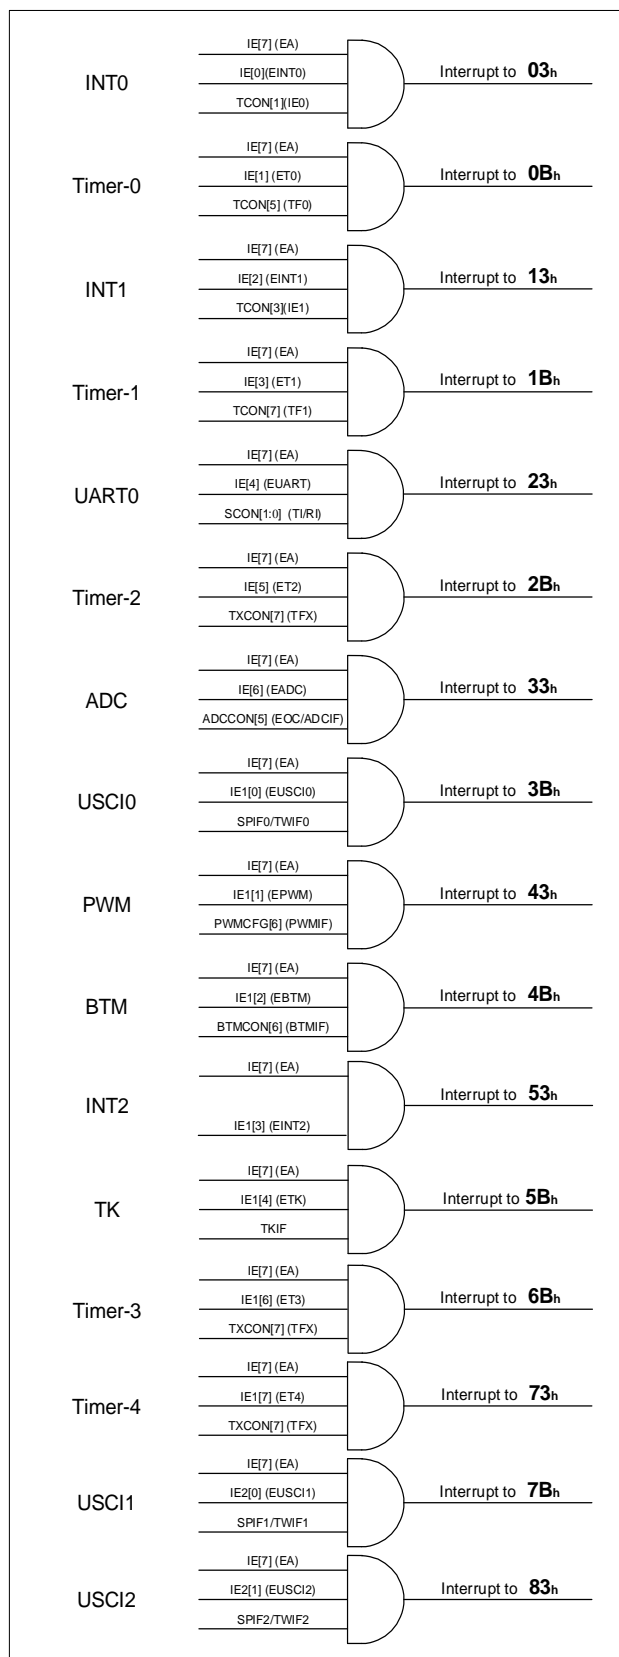 IE[7] (EA)
INT0 IE[0](EINT0) Interrupt to 03h
TCON[1](IE0)
IE[7] (EA)
Timer-0 IE[1] (ET0) Interrupt to 0Bh
TCON[5] (TF0)
IE[7] (EA)
INT1 IE[2] (EINT1) Interrupt to 13h
TCON[3](IE1)
IE[7] (EA)
Timer-1 IE[3] (ET1) Interrupt to 1Bh
TCON[7] (TF1)
IE[7] (EA)
UART0 IE[4] (EUART) Interrupt to 23h
SCON[1:0] (TI/RI)
IE[7] (EA)
Timer-2 IE[5] (ET2) Interrupt to 2Bh
TXCON[7] (TFX)
IE[7] (EA)
ADC IE[6] (EADC) Interrupt to 33h
ADCCON[5] (EOC/ADCIF)
IE[7] (EA)
USCI0 IE1[0] (EUSCI0) Interrupt to 3Bh
SPIF0/TWIF0
IE[7] (EA)
PWM IE1[1] (EPWM) Interrupt to 43h
PWMCFG[6] (PWMIF)
IE[7] (EA)
BTM IE1[2] (EBTM) Interrupt to 4Bh
BTMCON[6] (BTMIF)
IE[7] (EA)
INT2 Interrupt to 53h
IE1[3] (EINT2)
IE[7] (EA)
TK IE1[4] (ETK) Interrupt to 5Bh
TKIF
IE[7] (EA)
Timer-3 IE1[6] (ET3) Interrupt to 6Bh
TXCON[7] (TFX)
IE[7] (EA)
Timer-4 IE1[7] (ET4) Interrupt to 73h
TXCON[7] (TFX)
IE[7] (EA)
USCI1 IE2[0] (EUSCI1) Interrupt to 7Bh
SPIF1/TWIF1
IE[7] (EA)
USCI2 IE2[1] (EUSCI2) Interrupt to 83h
SPIF2/TWIF2